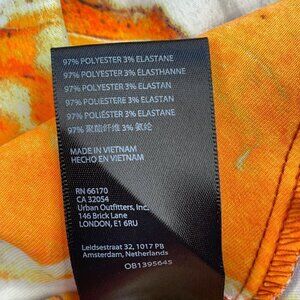 97% POLYESTER 3% ELASTANE
97% POLYESTER 3% ÉLASTHANNE
97% POLYESTER 3% ELASTAN
97% POLIESTERE 3% ELASTAN
97% POLIÉSTER 3% ELASTANO
97% 聚酯纤维 3% 氨纶
MADE IN VIETNAM
HECHO EN VIETNAM
RN 66170
CA 32054
Urban Outfitters, Inc.
146 Brick Lane
LONDON, E1 6RU
Leidsestraat 32, 1017 PB
Amsterdam, Netherlands
OB1395645